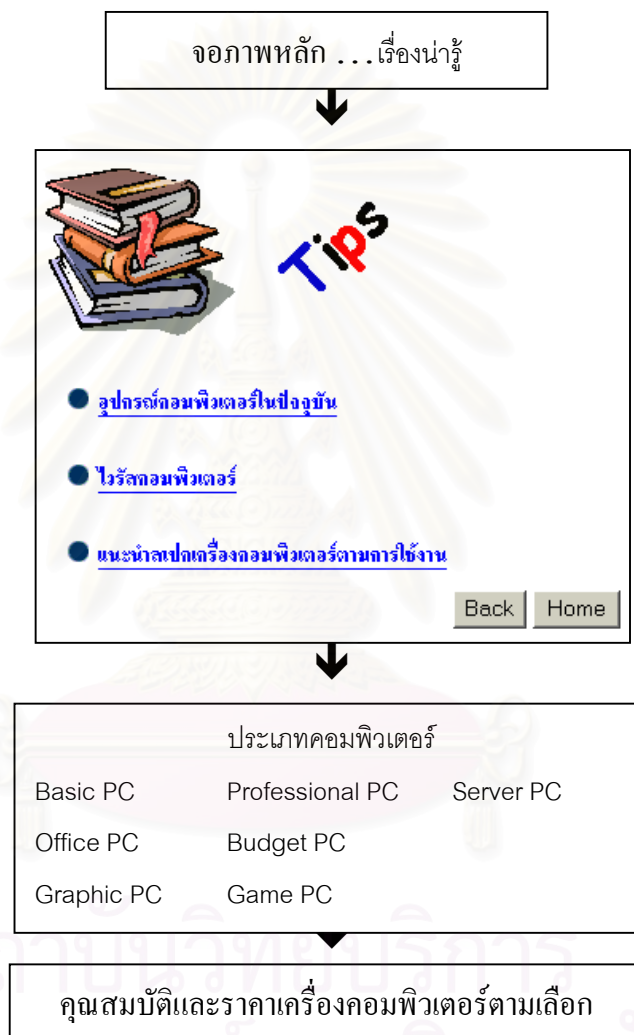 จอภาพหลัก ...เรื่องน่ารู้
Tips
อุปกรณ์คอมพิวเตอร์ในปัจจุบัน
ไวรัสคอมพิวเตอร์
แนะนำสเปกเครื่องคอมพิวเตอร์ตามการใช้งาน
Back Home
ประเภทคอมพิวเตอร์
Basic PC Professional PC Server PC
Office PC Budget PC
Graphic PC Game PC
คุณสมบัติและราคาเครื่องคอมพิวเตอร์ตามเลือก